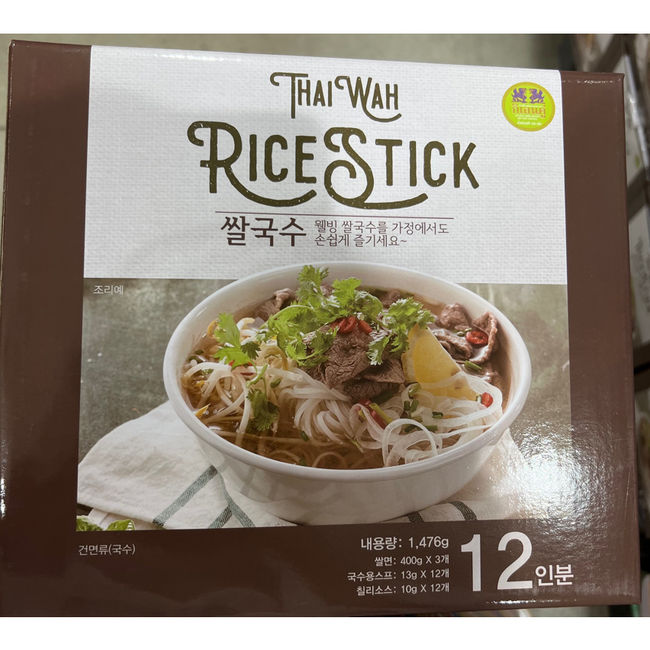 THAI WAH
RICE STICK
쌀국수
웰빙 쌀국수를 가정에서도
손쉽게 즐기세요~
조리예
건면류(국수)
내용량: 1,476g
쌀면: 400g X 3개
국수용스프: 13g X 12개
칠리소스: 10g X 12개
12인분